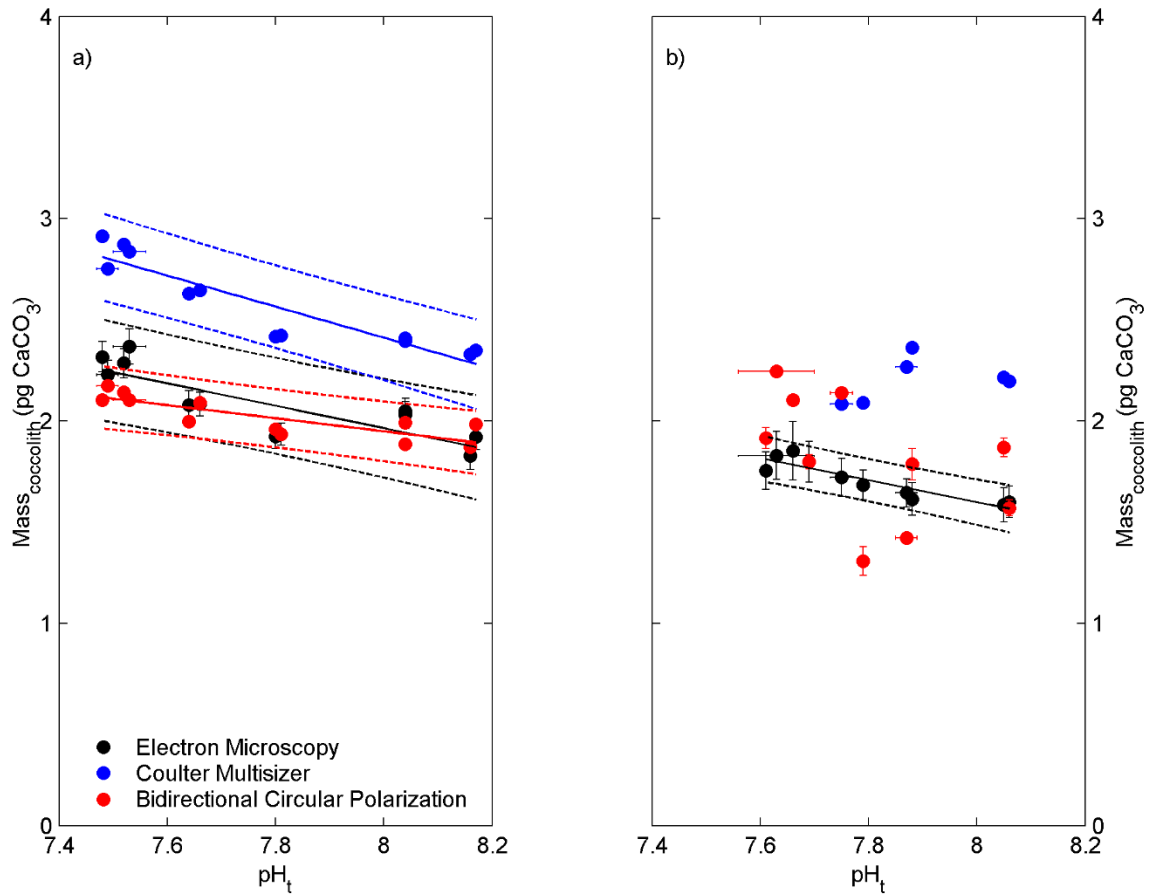 a)
4
3
2
1
0
Mass_coccolith (pg CaCO_3)
Electron Microscopy
Coulter Multisizer
Bidirectional Circular Polarization
7.4 7.6 7.8 8 8.2
pH_t
b)
4
3
2
1
0
Mass_coccolith (pg CaCO_3)
7.4 7.6 7.8 8 8.2
pH_t